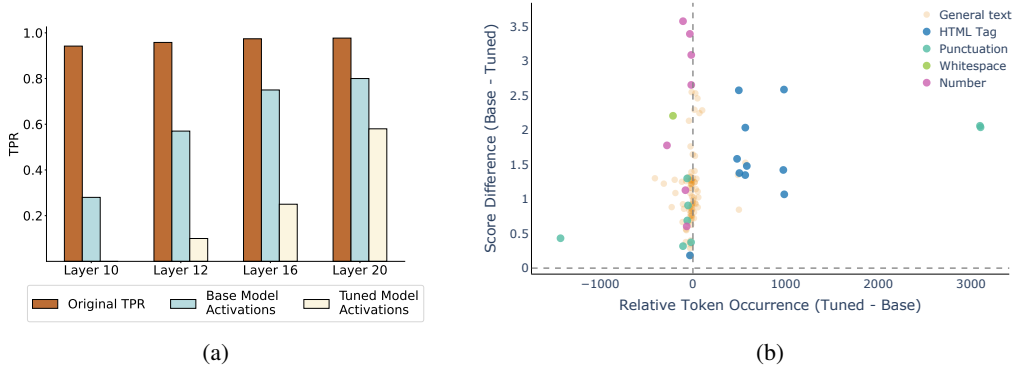 1.0
0.8
0.6
0.4
0.2
TPR
Layer 10 Layer 12 Layer 16 Layer 20
Original TPR
Base Model
Activations
Tuned Model
Activations
(a)
3.5
3
2.5
2
1.5
1
0.5
0
Score Difference (Base - Tuned)
−1000 0 1000 2000 3000
Relative Token Occurrence (Tuned - Base)
General text
HTML Tag
Punctuation
Whitespace
Number
(b)